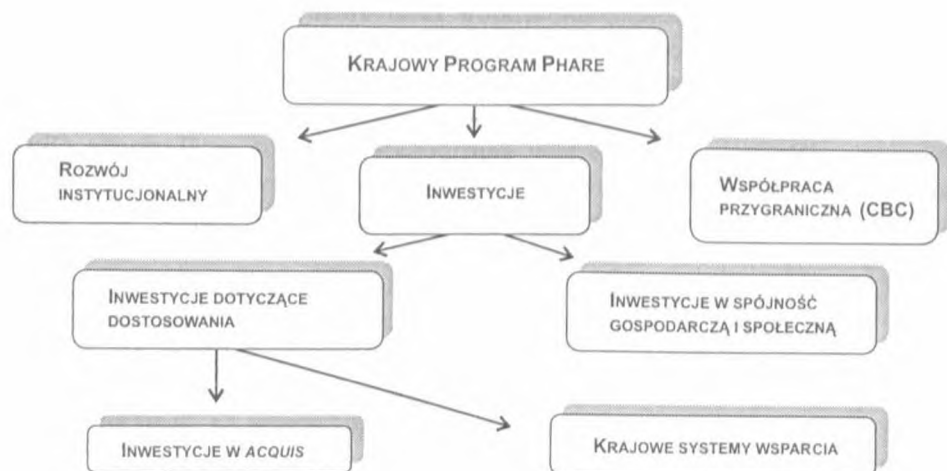 KRAJOWY PROGRAM PHARE
ROZWÓJ
INSTYTUCJONALNY
INWESTYCJE
WSPÓŁPRACA
PRZYGRANICZNA (CBC)
INWESTYCJE DOTYCZĄCE
DOSTOSOWANIA
INWESTYCJE W SPÓJNOŚĆ
GOSPODARCZĄ I SPOŁECZNĄ
INWESTYCJE W ACQUIS
KRAJOWE SYSTEMY WSPARCIA